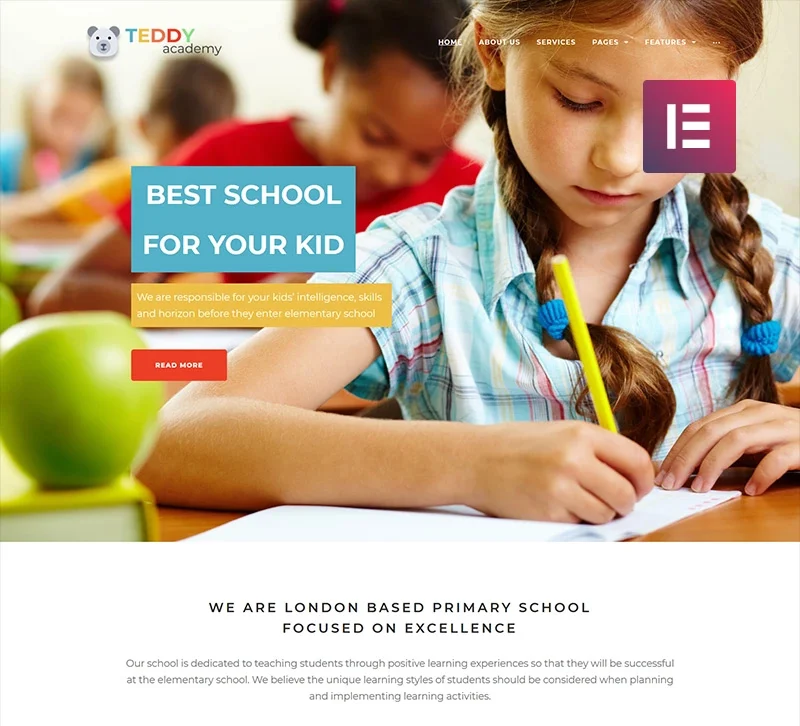 TEDDY
academy
HOME ABOUT US SERVICES PAGES FEATURES ...
BEST SCHOOL
FOR YOUR KID
We are responsible for your kids' intelligence, skills
and horizon before they enter elementary school
READ MORE
WE ARE LONDON BASED PRIMARY SCHOOL
FOCUSED ON EXCELLENCE
Our school is dedicated to teaching students through positive learning experiences so that they will be successful
at the elementary school. We believe the unique learning styles of students should be considered when planning
and implementing learning activities.